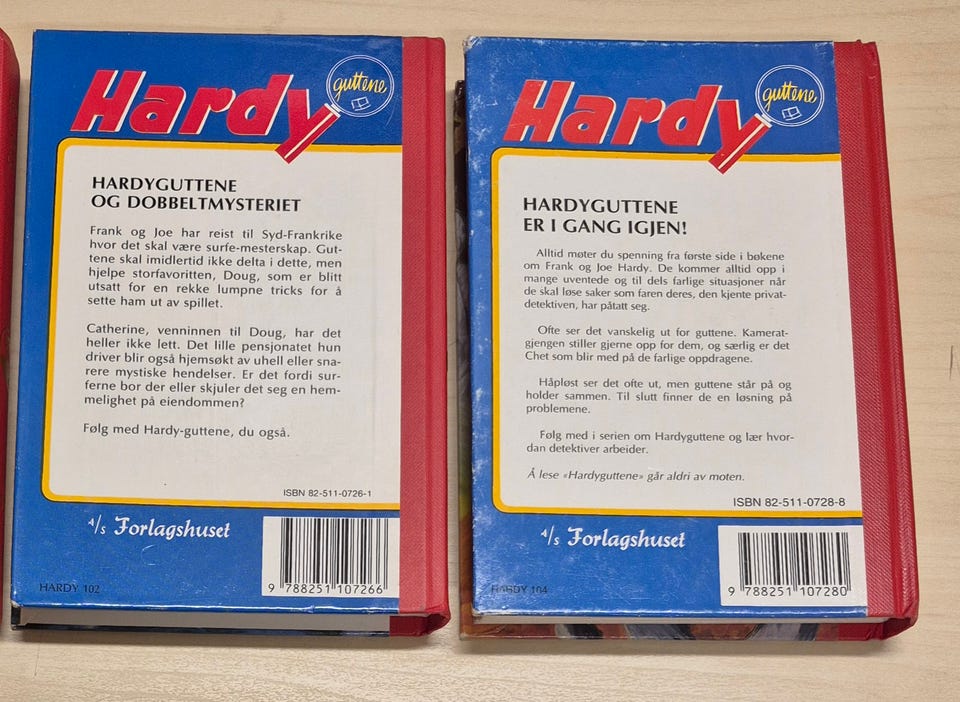 Hardy
guttene
HARDYGUTTENE
OG DOBBELTMYSTERIET
Frank og Joe har reist til Syd-Frankrike
hvor det skal være surfe-mesterskap. Gut-
tene skal imidlertid ikke delta i dette, men
hjelpe storfavoritten, Doug, som er blitt
utsatt for en rekke lumpne tricks for å
sette ham ut av spillet.
Catherine, venninnen til Doug, har det
heller ikke lett. Det lille pensjonatet hun
driver blir også hjemsøkt av uhell eller sna-
rere mystiske hendelser. Er det fordi sur-
ferne bor der eller skjuler det seg en hem-
melighet på eiendommen?
Følg med Hardy-guttene, du også.
ISBN 82-511-0726-1
A/s Forlagshuset
9 788251 107266
HARDY 102
Hardy
guttene
HARDYGUTTENE
ER I GANG IGJEN!
Alltid møter du spenning fra første side i bøkene
om Frank og Joe Hardy. De kommer alltid opp i
mange uventede og til dels farlige situasjoner når
de skal løse saker som faren deres, den kjente privat-
detektiven, har påtatt seg.
Ofte ser det vanskelig ut for guttene. Kamerat-
gjengen stiller gjerne opp for dem, og særlig er det
Chet som blir med på de farlige oppdragene.
Håpløst ser det ofte ut, men guttene står på og
holder sammen. Til slutt finner de en løsning på
problemene.
Følg med i serien om Hardyguttene og lær hvor-
dan detektiver arbeider.
Å lese «Hardyguttene» går aldri av moten.
ISBN 82-511-0728-8
A/s Forlagshuset
9 788251 107280
HARDY 104